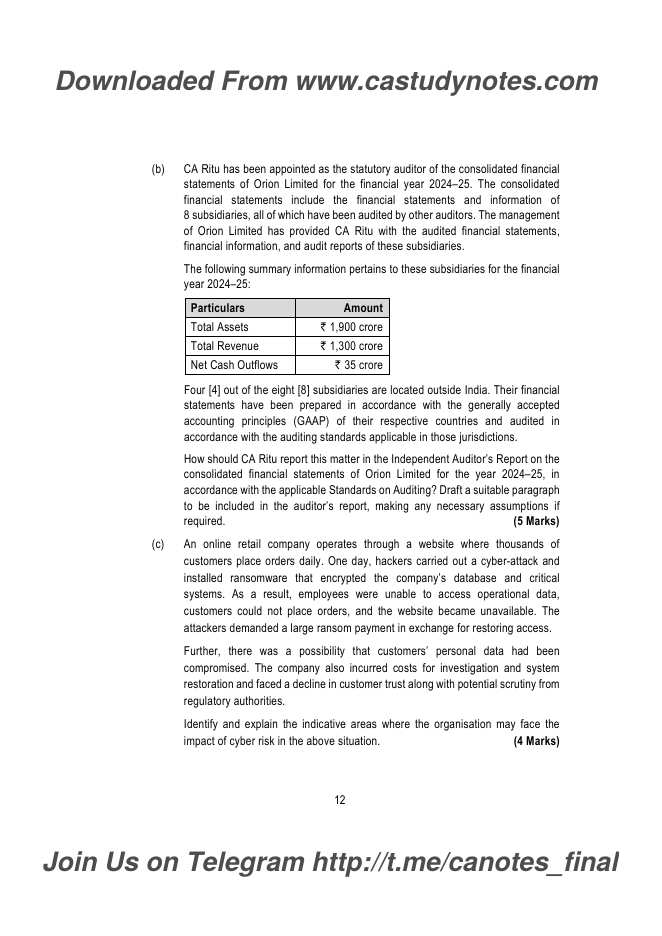 Downloaded From www.castudynotes.com
(b) CA Ritu has been appointed as the statutory auditor of the consolidated financial
statements of Orion Limited for the financial year 2024–25. The consolidated
financial statements include the financial statements and information of
8 subsidiaries, all of which have been audited by other auditors. The management
of Orion Limited has provided CA Ritu with the audited financial statements,
financial information, and audit reports of these subsidiaries.
The following summary information pertains to these subsidiaries for the financial
year 2024–25:
Particulars Amount
Total Assets ₹ 1,900 crore
Total Revenue ₹ 1,300 crore
Net Cash Outflows ₹ 35 crore
Four [4] out of the eight [8] subsidiaries are located outside India. Their financial
statements have been prepared in accordance with the generally accepted
accounting principles (GAAP) of their respective countries and audited in
accordance with the auditing standards applicable in those jurisdictions.
How should CA Ritu report this matter in the Independent Auditor's Report on the
consolidated financial statements of Orion Limited for the year 2024–25, in
accordance with the applicable Standards on Auditing? Draft a suitable paragraph
to be included in the auditor's report, making any necessary assumptions if
required. (5 Marks)
(c) An online retail company operates through a website where thousands of
customers place orders daily. One day, hackers carried out a cyber-attack and
installed ransomware that encrypted the company's database and critical
systems. As a result, employees were unable to access operational data,
customers could not place orders, and the website became unavailable. The
attackers demanded a large ransom payment in exchange for restoring access.
Further, there was a possibility that customers' personal data had been
compromised. The company also incurred costs for investigation and system
restoration and faced a decline in customer trust along with potential scrutiny from
regulatory authorities.
Identify and explain the indicative areas where the organisation may face the
impact of cyber risk in the above situation. (4 Marks)
12
Join Us on Telegram http://t.me/canotes_final